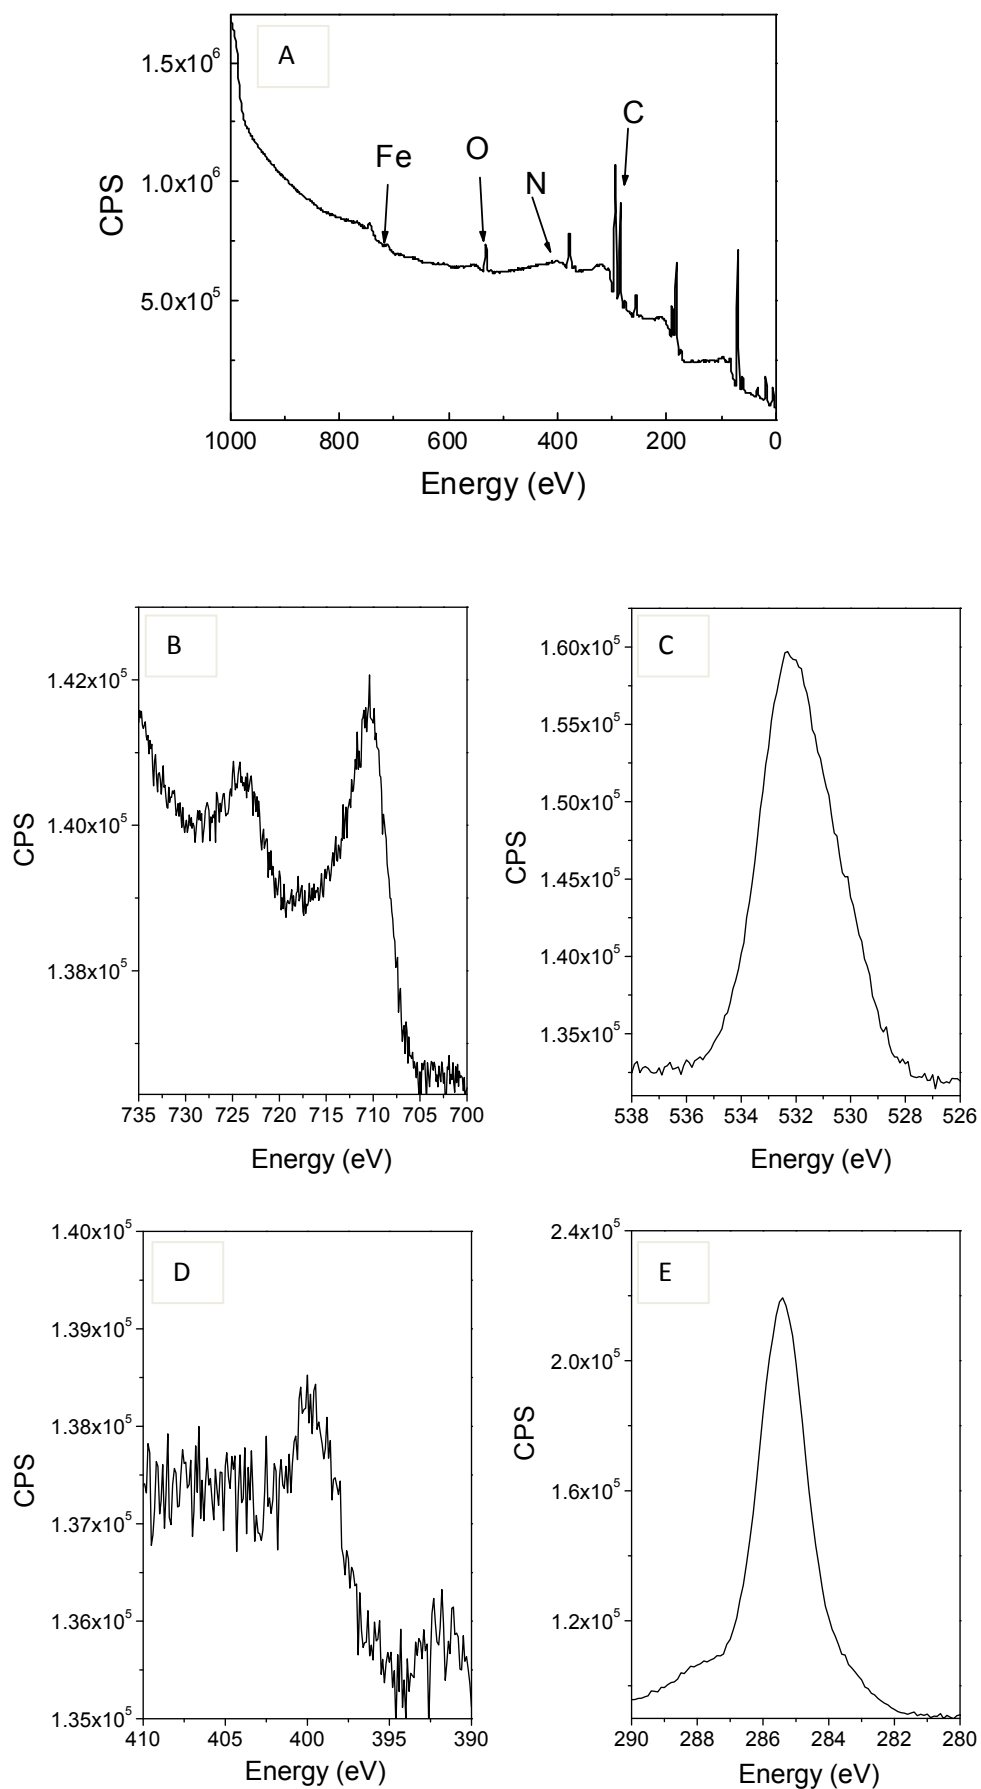 A
1.5x10⁶
C
Fe
O
N
1.0x10⁶
CPS
5.0x10⁵
1000 800 600 400 200 0
Energy (eV)
B
1.42x10⁵
1.40x10⁵
CPS
1.38x10⁵
735 730 725 720 715 710 705 700
Energy (eV)
C
1.60x10⁵
1.55x10⁵
1.50x10⁵
CPS
1.45x10⁵
1.40x10⁵
1.35x10⁵
538 536 534 532 530 528 526
Energy (eV)
D
1.40x10⁵
1.39x10⁵
1.38x10⁵
CPS
1.37x10⁵
1.36x10⁵
1.35x10⁵
410 405 400 395 390
Energy (eV)
E
2.4x10⁵
2.0x10⁵
CPS
1.6x10⁵
1.2x10⁵
290 288 286 284 282 280
Energy (eV)